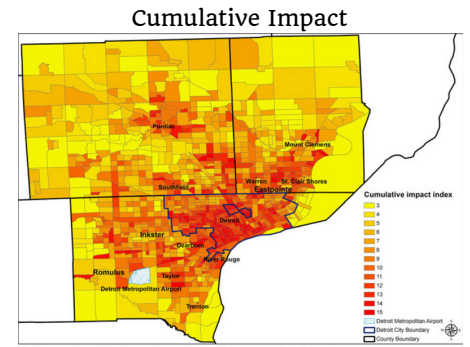 Cumulative Impact
Pontiac
Mount Clemens
Warren
St. Clair Shores
Southfield
Eastpointe
Detroit
Inkster
Dearborn
River Rouge
Romulus
Taylor
Detroit Metropolitan Airport
Trenton
Cumulative impact index
3
4
5
6
7
8
9
10
11
12
13
14
15
Detroit Metropolitan Airport
Detroit City Boundary
County Boundary